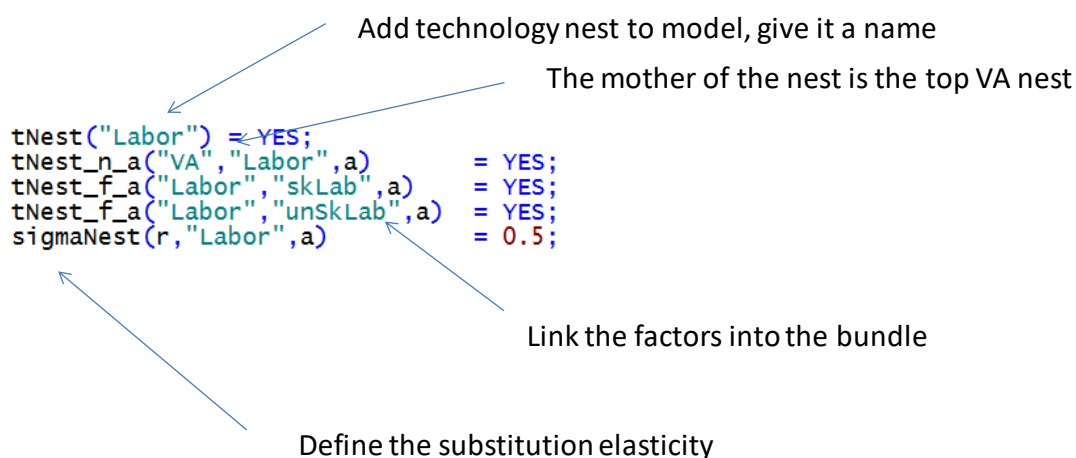 Add technology nest to model, give it a name
The mother of the nest is the top VA nest
tNest("Labor") = YES;
tNest_n_a("VA","Labor",a) = YES;
tNest_f_a("Labor","skLab",a) = YES;
tNest_f_a("Labor","unSkLab",a) = YES;
sigmaNest(r,"Labor",a) = 0.5;
Link the factors into the bundle
Define the substitution elasticity